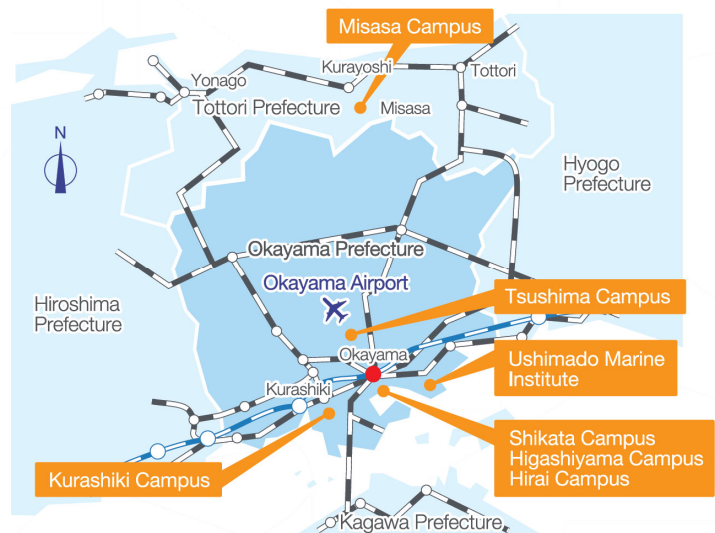 Misasa Campus
Kurayoshi
Tottori
Yonago
Tottori Prefecture
Misasa
N
Hyogo
Prefecture
Okayama Prefecture
Okayama Airport
Tsushima Campus
Hiroshima
Prefecture
Okayama
Ushimado Marine
Institute
Kurashiki
Shikata Campus
Higashiyama Campus
Hirai Campus
Kurashiki Campus
Kagawa Prefecture